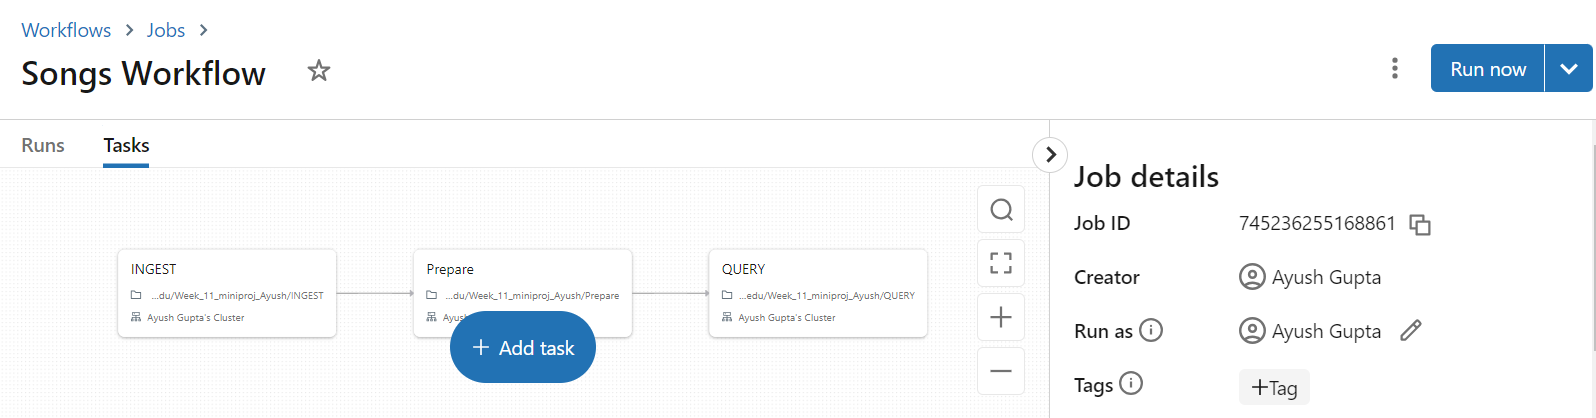 Workflows > Jobs >
Songs Workflow
Run now
Runs Tasks
INGEST
...du/Week_11_miniproj_Ayush/INGEST
Ayush Gupta's Cluster
Prepare
...du/Week_11_miniproj_Ayush/Prepare
QUERY
...edu/Week_11_miniproj_Ayush/QUERY
Ayush Gupta's Cluster
+ Add task
Job details
Job ID 745236255168861
Creator Ayush Gupta
Run as Ayush Gupta
Tags +Tag